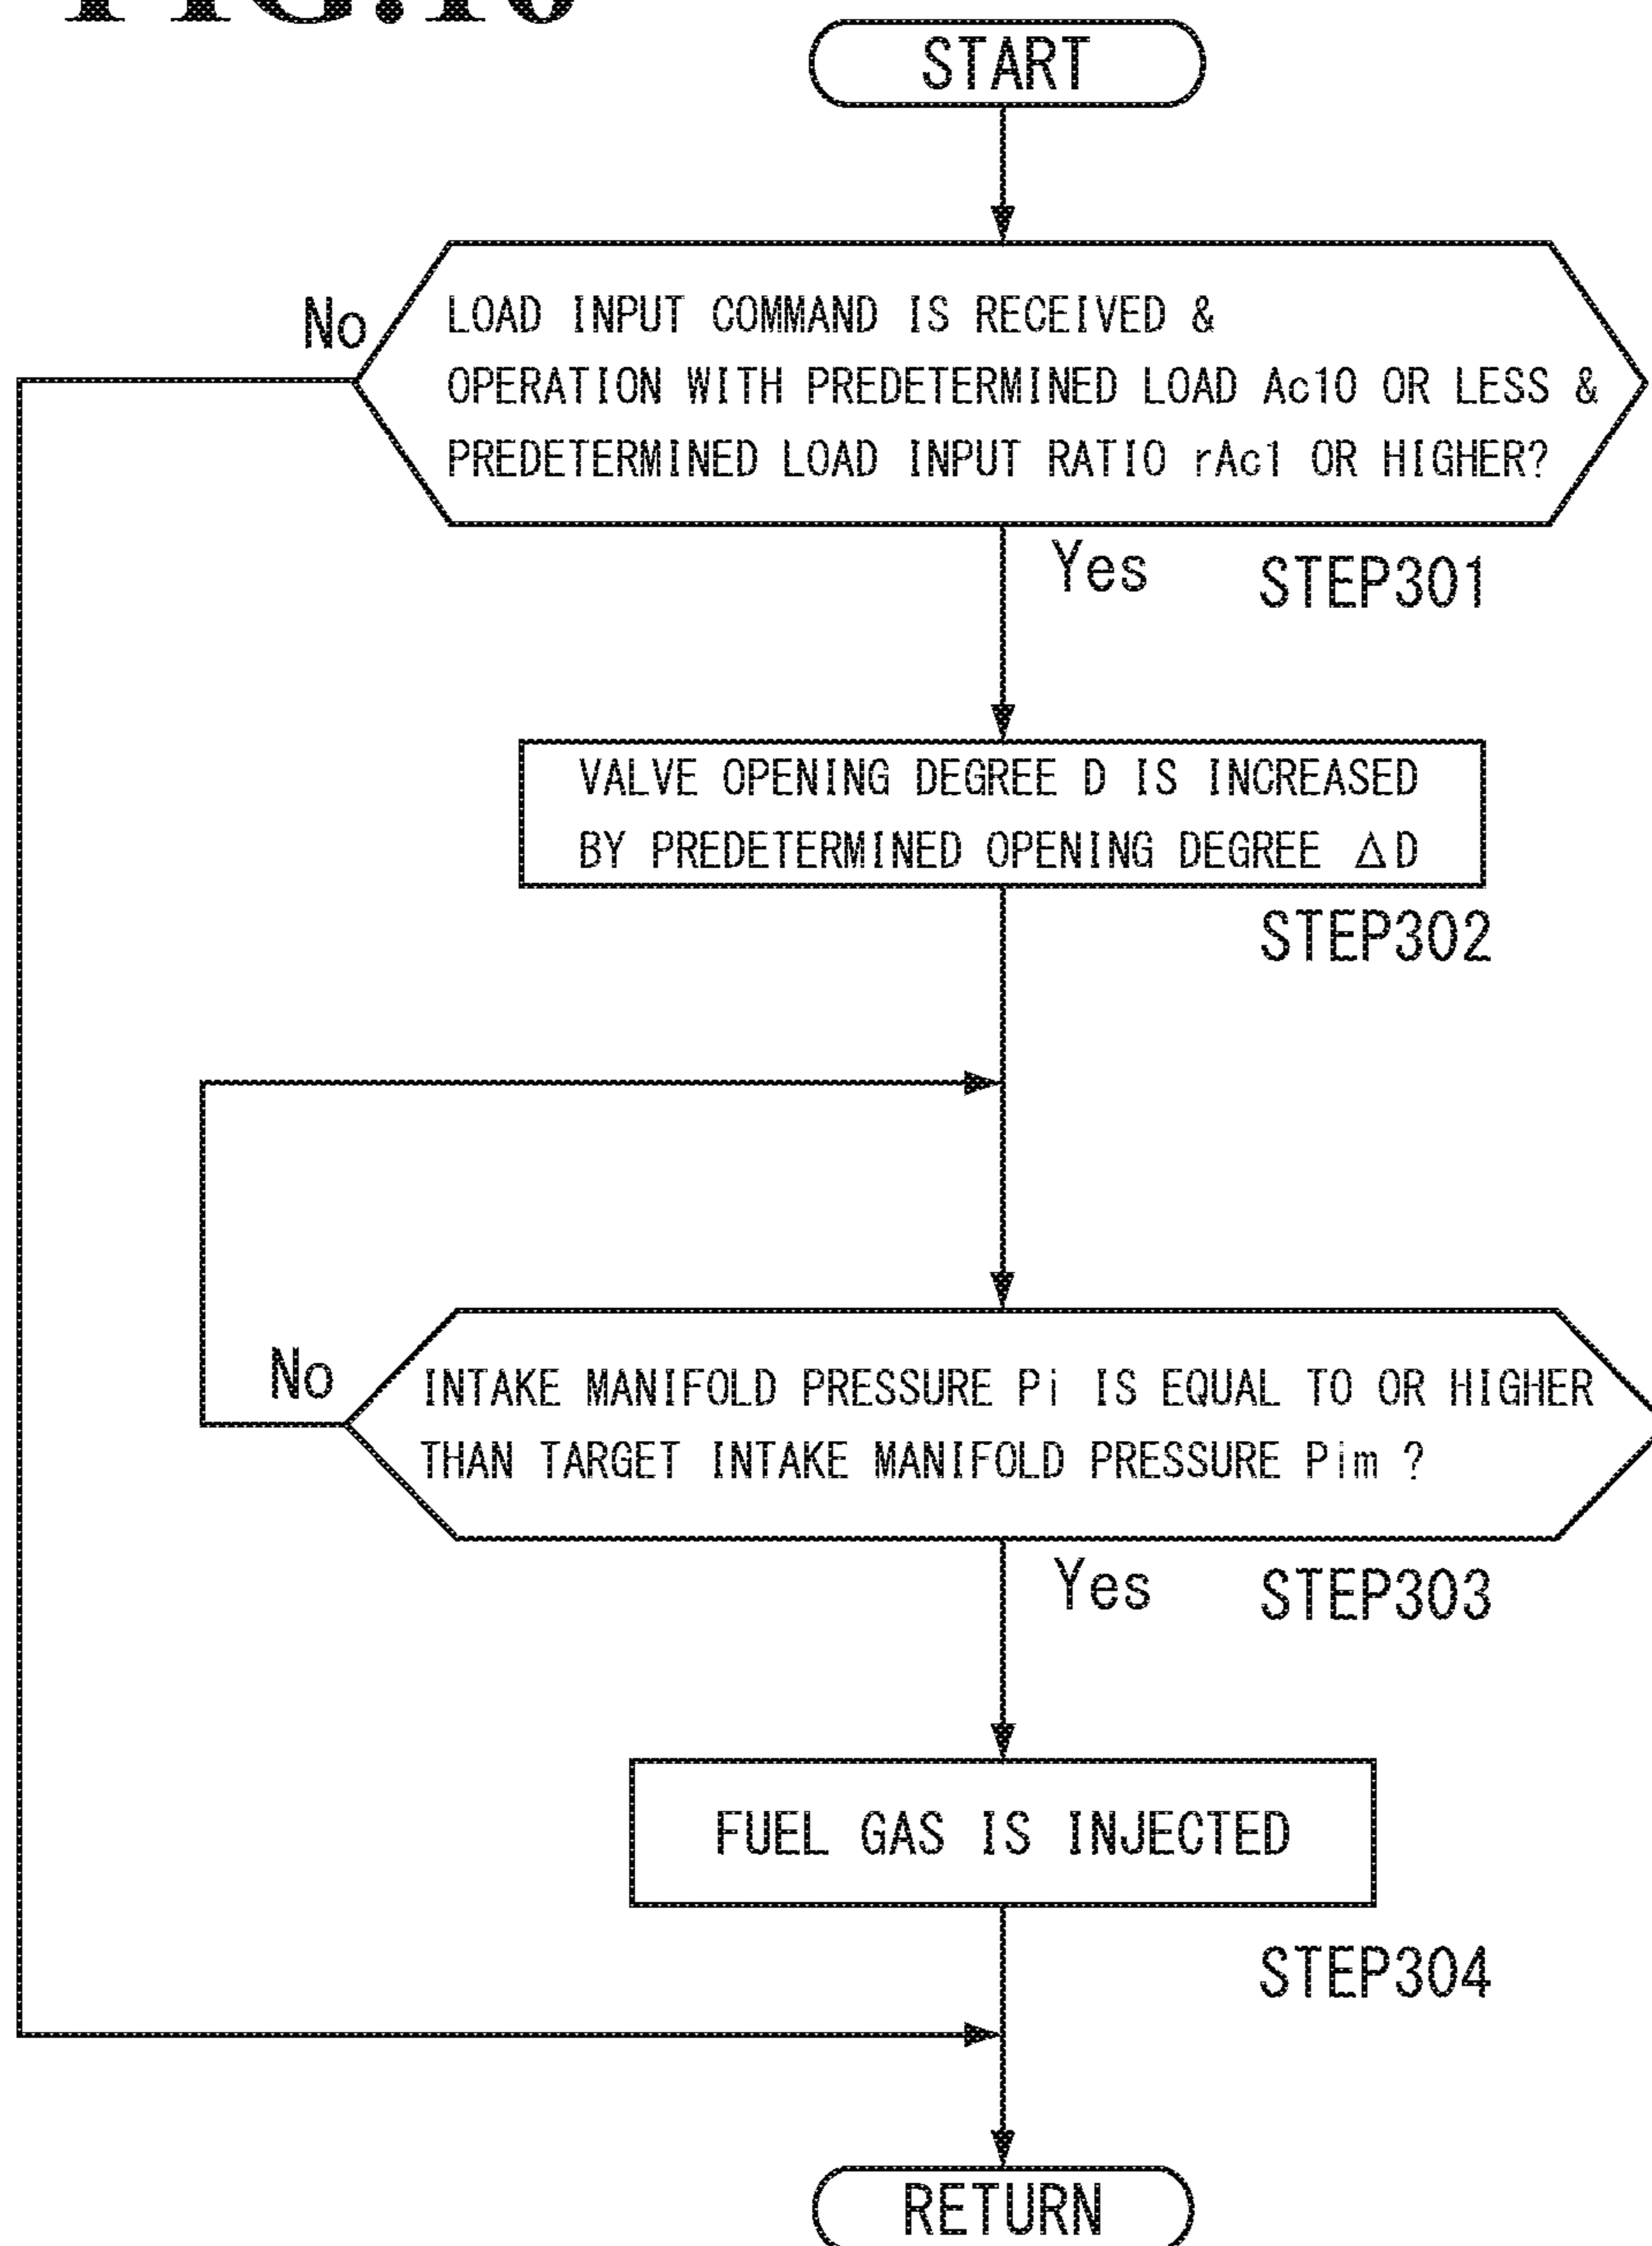 START
No
LOAD INPUT COMMAND IS RECEIVED &
OPERATION WITH PREDETERMINED LOAD Ac10 OR LESS &
PREDETERMINED LOAD INPUT RATIO rAc1 OR HIGHER?
Yes
STEP301
VALVE OPENING DEGREE D IS INCREASED
BY PREDETERMINED OPENING DEGREE ΔD
STEP302
No
INTAKE MANIFOLD PRESSURE Pi IS EQUAL TO OR HIGHER
THAN TARGET INTAKE MANIFOLD PRESSURE Pim ?
Yes
STEP303
FUEL GAS IS INJECTED
STEP304
RETURN